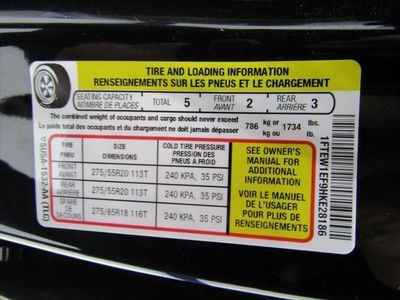 TIRE AND LOADING INFORMATION
RENSEIGNEMENTS SUR LES PNEUS ET LE CHARGEMENT
SEATING CAPACITY
NOMBRE DE PLACES
TOTAL 5
FRONT
AVANT 2
REAR
ARRIÈRE 3
The combined weight of occupants and cargo should never exceed
Le poids total des occupants et du chargement ne doit jamais dépasser
786 kg or kg ou 1734 lbs. lb.
TIRE
PNEU
SIZE
DIMENSIONS
COLD TIRE PRESSURE
PRESSION DES
PNEUS A FROID
FRONT
AVANT
275/55R20 113T
240 KPA, 35 PSI
REAR
ARRIÈRE
275/55R20 113T
240 KPA, 35 PSI
SPARE
DE SECOURS
275/65R18 116T
240 KPA, 35 PSI
SEE OWNER'S
MANUAL FOR
ADDITIONAL
INFORMATION
VOIR LE MANUEL
DE L'USAGER
POUR PLUS DE
RENSEIGNEMENTS
1FTEW1EF9HKE28186